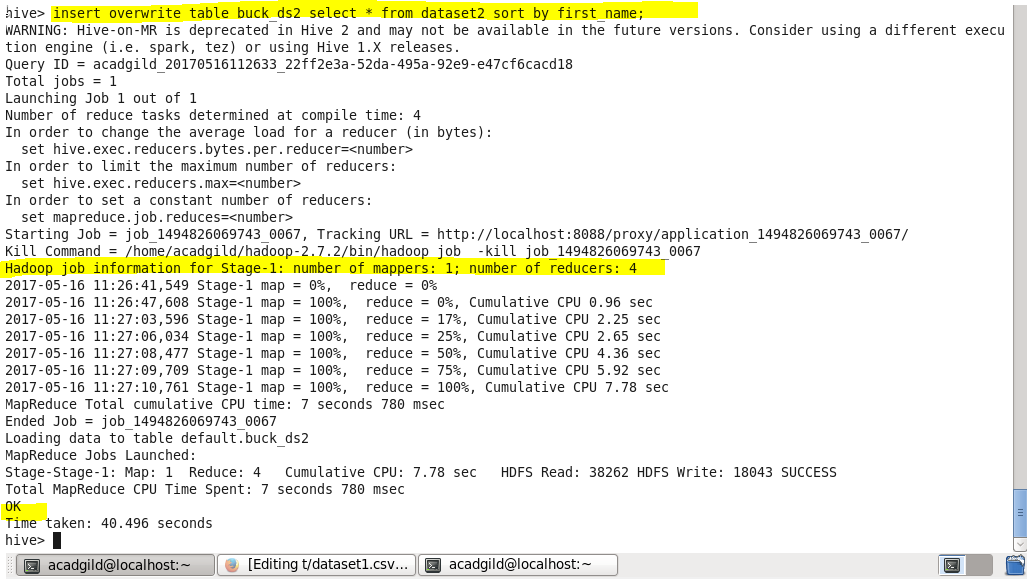 hive> insert overwrite table buck_ds2 select * from dataset2 sort by first_name;
WARNING: Hive-on-MR is deprecated in Hive 2 and may not be available in the future versions. Consider using a different execu
tion engine (i.e. spark, tez) or using Hive 1.X releases.
Query ID = acadgild_20170516112633_22ff2e3a-52da-495a-92e9-e47cf6cacd18
Total jobs = 1
Launching Job 1 out of 1
Number of reduce tasks determined at compile time: 4
In order to change the average load for a reducer (in bytes):
  set hive.exec.reducers.bytes.per.reducer=<number>
In order to limit the maximum number of reducers:
  set hive.exec.reducers.max=<number>
In order to set a constant number of reducers:
  set mapreduce.job.reduces=<number>
Starting Job = job_1494826069743_0067, Tracking URL = http://localhost:8088/proxy/application_1494826069743_0067/
Kill Command = /home/acadgild/hadoop-2.7.2/bin/hadoop job  -kill job_1494826069743_0067
Hadoop job information for Stage-1: number of mappers: 1; number of reducers: 4
2017-05-16 11:26:41,549 Stage-1 map = 0%,  reduce = 0%
2017-05-16 11:26:47,608 Stage-1 map = 100%,  reduce = 0%, Cumulative CPU 0.96 sec
2017-05-16 11:27:03,596 Stage-1 map = 100%,  reduce = 17%, Cumulative CPU 2.25 sec
2017-05-16 11:27:06,034 Stage-1 map = 100%,  reduce = 25%, Cumulative CPU 2.65 sec
2017-05-16 11:27:08,477 Stage-1 map = 100%,  reduce = 50%, Cumulative CPU 4.36 sec
2017-05-16 11:27:09,709 Stage-1 map = 100%,  reduce = 75%, Cumulative CPU 5.92 sec
2017-05-16 11:27:10,761 Stage-1 map = 100%,  reduce = 100%, Cumulative CPU 7.78 sec
MapReduce Total cumulative CPU time: 7 seconds 780 msec
Ended Job = job_1494826069743_0067
Loading data to table default.buck_ds2
MapReduce Jobs Launched:
Stage-Stage-1: Map: 1  Reduce: 4   Cumulative CPU: 7.78 sec   HDFS Read: 38262 HDFS Write: 18043 SUCCESS
Total MapReduce CPU Time Spent: 7 seconds 780 msec
OK
Time taken: 40.496 seconds
hive>
acadgild@localhost:~ [Editing t/dataset1.csv... acadgild@localhost:~